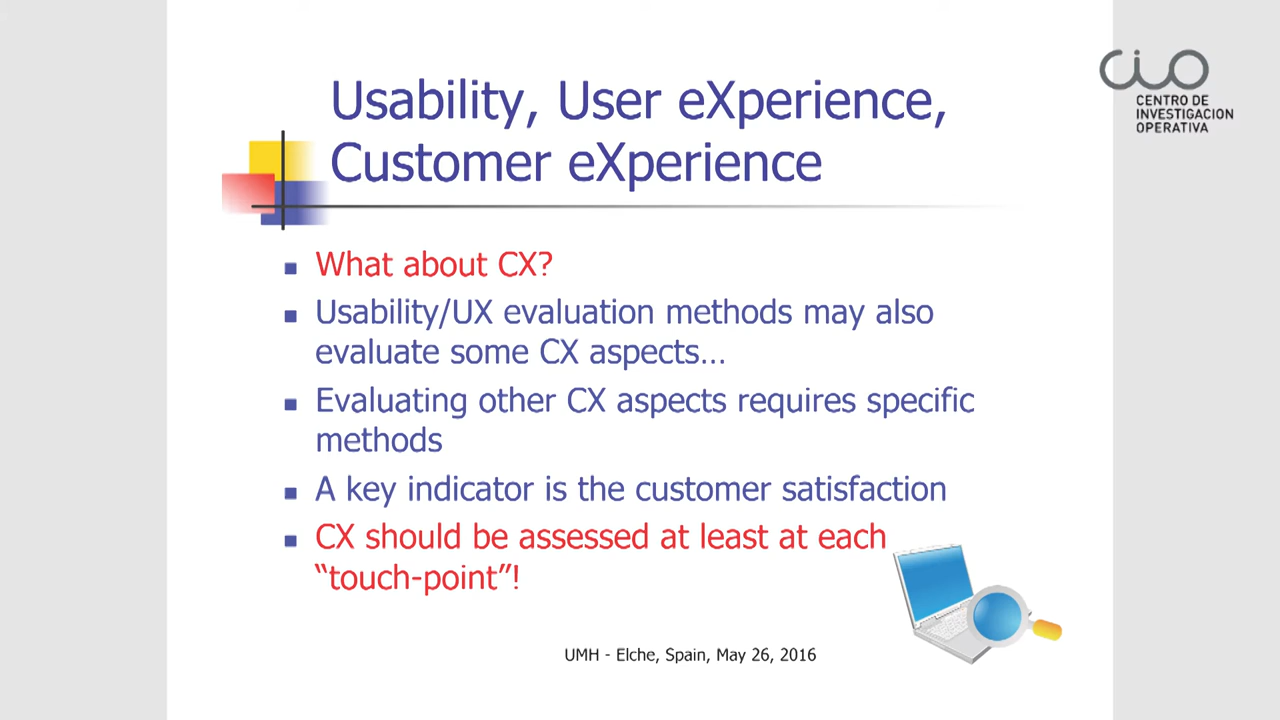 Usability, User eXperience,
Customer eXperience
CIO
CENTRO DE
INVESTIGACION
OPERATIVA
What about CX?
Usability/UX evaluation methods may also
evaluate some CX aspects…
Evaluating other CX aspects requires specific
methods
A key indicator is the customer satisfaction
CX should be assessed at least at each
“touch-point”!
UMH - Elche, Spain, May 26, 2016